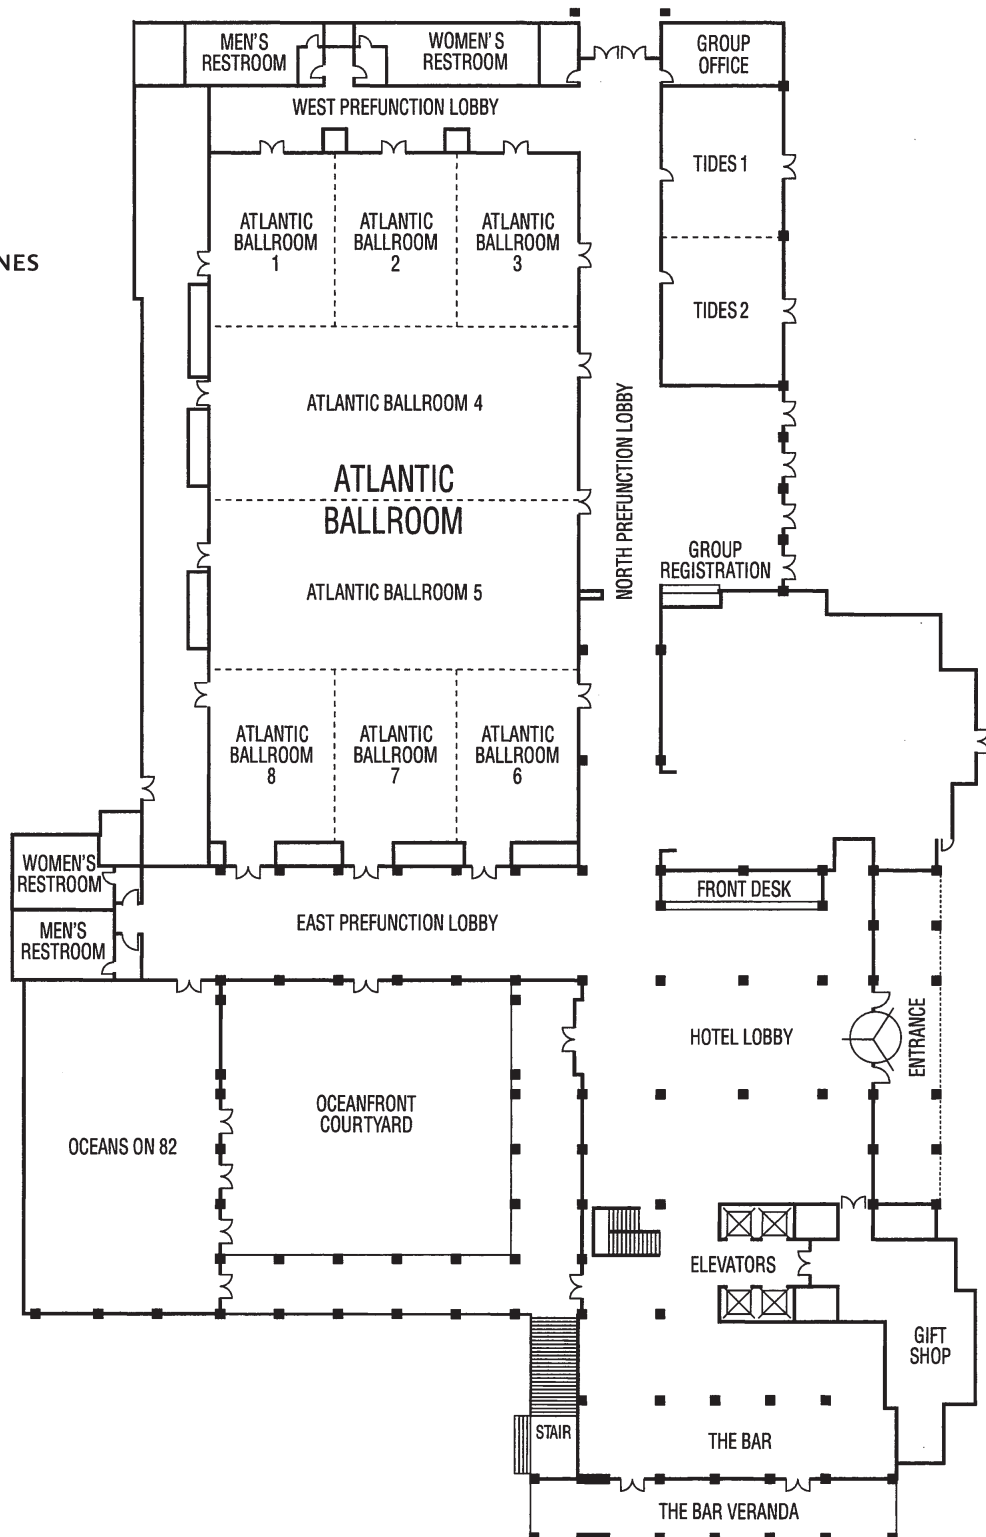 MEN'S
RESTROOM
WOMEN'S
RESTROOM
GROUP
OFFICE
WEST PREFUNCTION LOBBY
TIDES 1
ATLANTIC
BALLROOM
1
ATLANTIC
BALLROOM
2
ATLANTIC
BALLROOM
3
NES
TIDES 2
ATLANTIC BALLROOM 4
NORTH PREFUNCTION LOBBY
ATLANTIC
BALLROOM
GROUP
REGISTRATION
ATLANTIC BALLROOM 5
ATLANTIC
BALLROOM
8
ATLANTIC
BALLROOM
7
ATLANTIC
BALLROOM
6
WOMEN'S
RESTROOM
FRONT DESK
MEN'S
RESTROOM
EAST PREFUNCTION LOBBY
HOTEL LOBBY
ENTRANCE
OCEANFRONT
COURTYARD
OCEANS ON 82
ELEVATORS
GIFT
SHOP
STAIR
THE BAR
THE BAR VERANDA